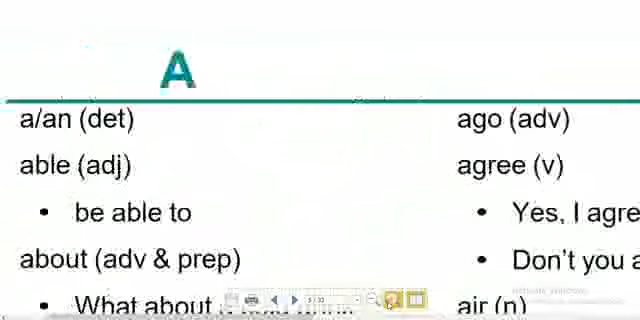 A
a/an (det)
able (adj)
• be able to
about (adv & prep)
• What about
ago (adv)
agree (v)
• Yes, I agre
• Don't you a
air (n)